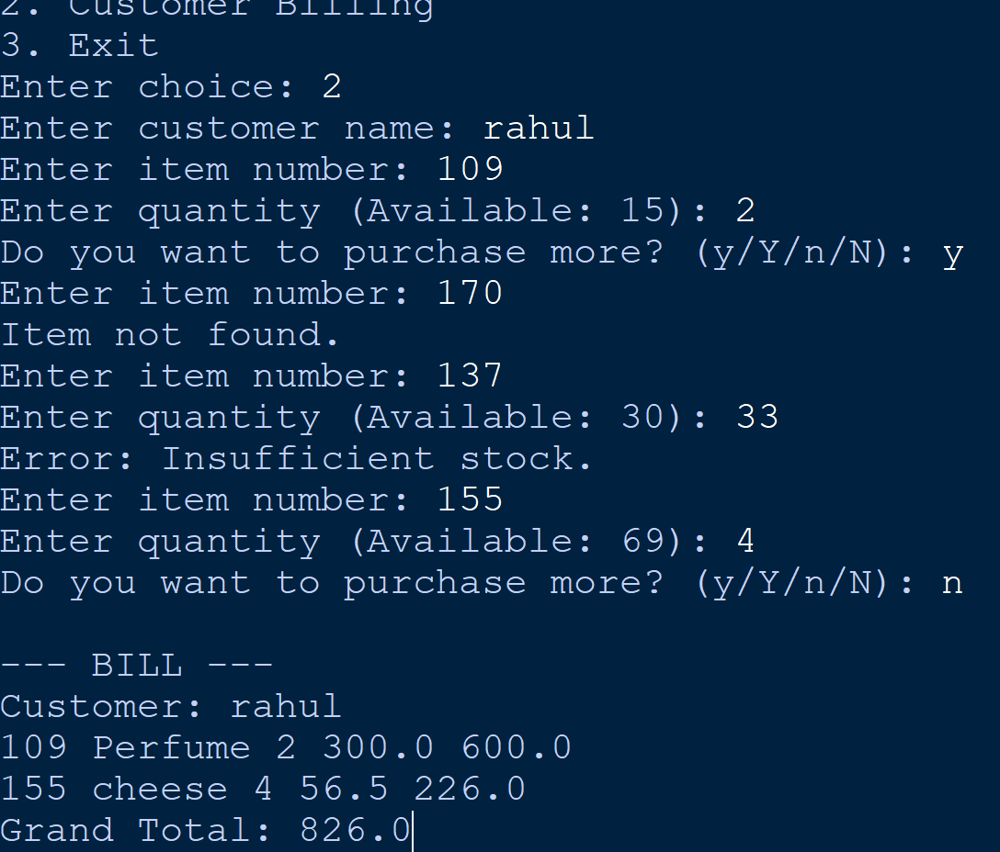 2. Customer Billing
3. Exit
Enter choice: 2
Enter customer name: rahul
Enter item number: 109
Enter quantity (Available: 15): 2
Do you want to purchase more? (y/Y/n/N): y
Enter item number: 170
Item not found.
Enter item number: 137
Enter quantity (Available: 30): 33
Error: Insufficient stock.
Enter item number: 155
Enter quantity (Available: 69): 4
Do you want to purchase more? (y/Y/n/N): n
--- BILL ---
Customer: rahul
109 Perfume 2 300.0 600.0
155 cheese 4 56.5 226.0
Grand Total: 826.0